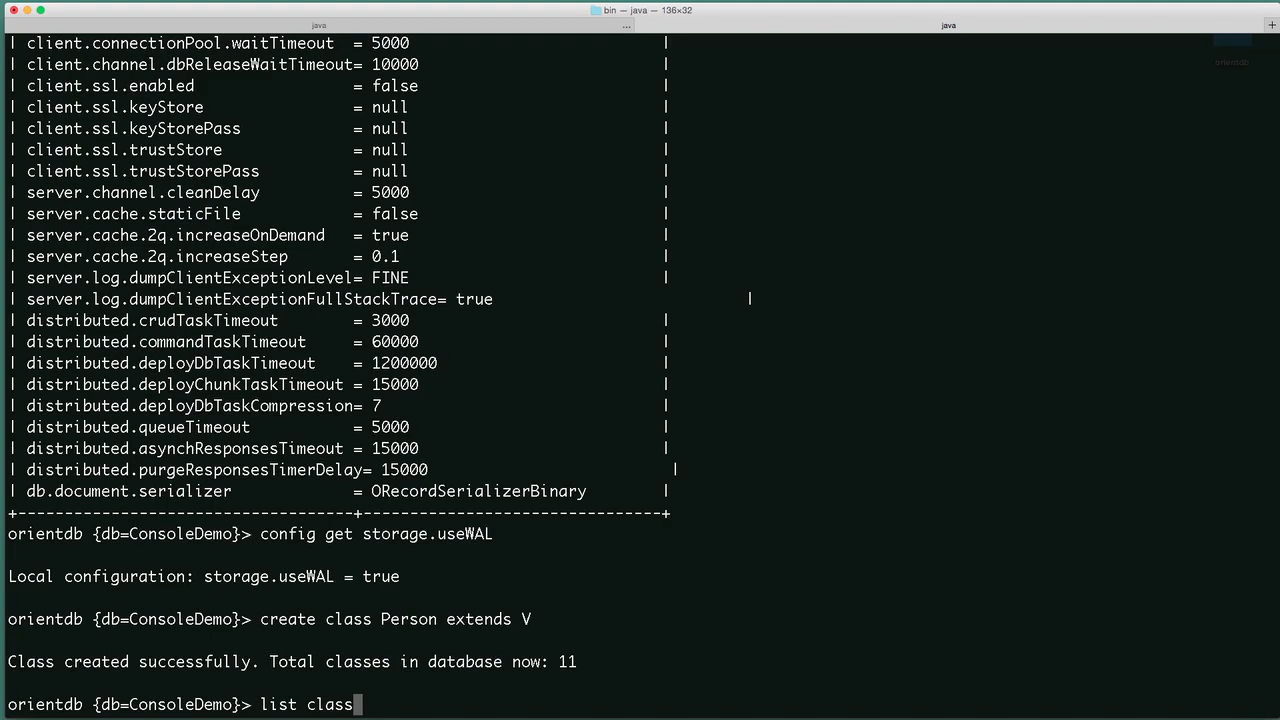 bin — java — 136×32
java
...
java
+
orientdb
| client.connectionPool.waitTimeout = 5000 |
| client.channel.dbReleaseWaitTimeout= 10000 |
| client.ssl.enabled = false |
| client.ssl.keyStore = null |
| client.ssl.keyStorePass = null |
| client.ssl.trustStore = null |
| client.ssl.trustStorePass = null |
| server.channel.cleanDelay = 5000 |
| server.cache.staticFile = false |
| server.cache.2q.increaseOnDemand = true |
| server.cache.2q.increaseStep = 0.1 |
| server.log.dumpClientExceptionLevel= FINE |
| server.log.dumpClientExceptionFullStackTrace= true |
| distributed.crudTaskTimeout = 3000 |
| distributed.commandTaskTimeout = 60000 |
| distributed.deployDbTaskTimeout = 1200000 |
| distributed.deployChunkTaskTimeout = 15000 |
| distributed.deployDbTaskCompression= 7 |
| distributed.queueTimeout = 5000 |
| distributed.asynchResponsesTimeout = 15000 |
| distributed.purgeResponsesTimerDelay= 15000 |
| db.document.serializer = ORecordSerializerBinary |
+------------------------------------+---------------------------------+
orientdb {db=ConsoleDemo}> config get storage.useWAL
Local configuration: storage.useWAL = true
orientdb {db=ConsoleDemo}> create class Person extends V
Class created successfully. Total classes in database now: 11
orientdb {db=ConsoleDemo}> list class